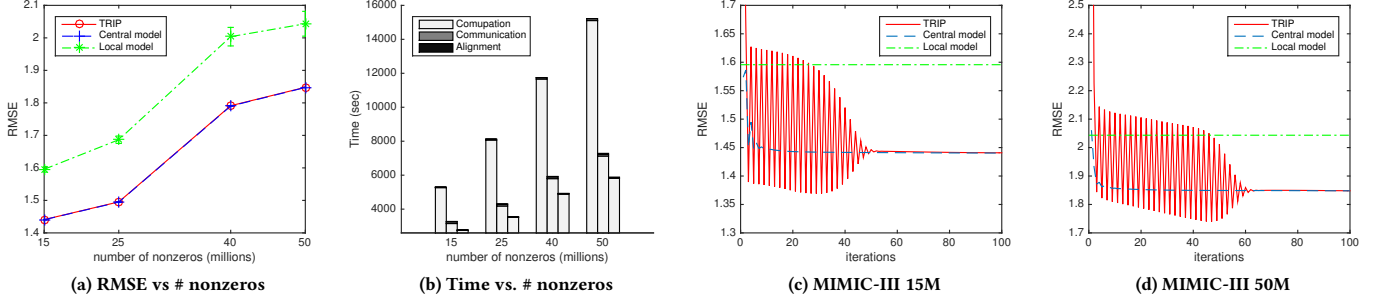 2.1
2
1.9
1.8
1.7
1.6
1.5
1.4
RMSE
TRIP
Central model
Local model
15
25
40
50
number of nonzeros (millions)
(a) RMSE vs # nonzeros
16000
14000
12000
10000
8000
6000
4000
Time (sec)
Comupation
Communication
Alignment
15
25
40
50
number of nonzeros (millions)
(b) Time vs. # nonzeros
1.7
1.6
1.5
1.45
1.4
1.3
RMSE
TRIP
Central model
Local model
0
20
40
60
80
100
iterations
(c) MIMIC-III 15M
2.5
2.4
2.3
2.2
2.1
2
1.9
1.8
1.7
RMSE
TRIP
Central model
Local model
0
20
40
60
80
100
iterations
(d) MIMIC-III 50M